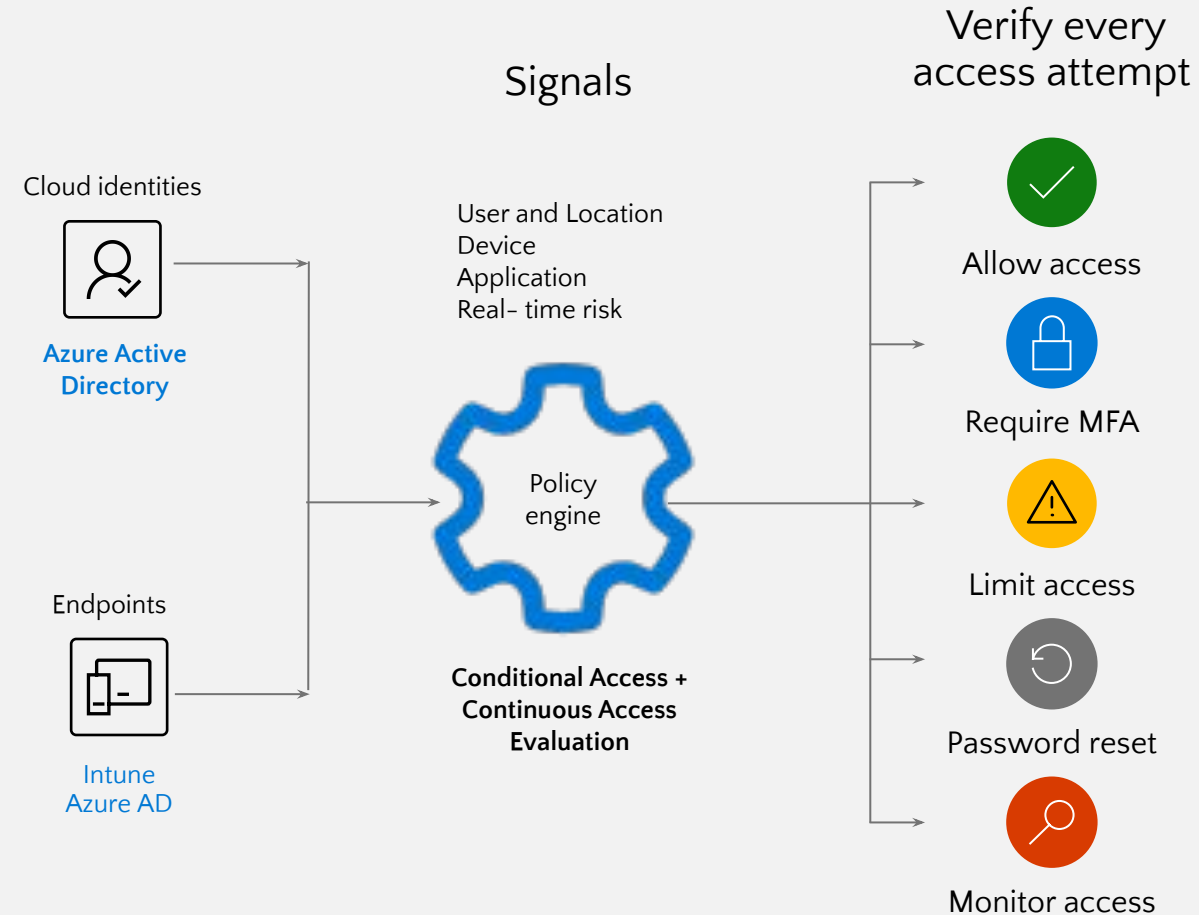 Verify every
access attempt
Signals
Cloud identities
Azure Active
Directory
User and Location
Device
Application
Real- time risk
Policy
engine
Endpoints
Intune
Azure AD
Conditional Access +
Continuous Access
Evaluation
Allow access
Require MFA
Limit access
Password reset
Monitor access